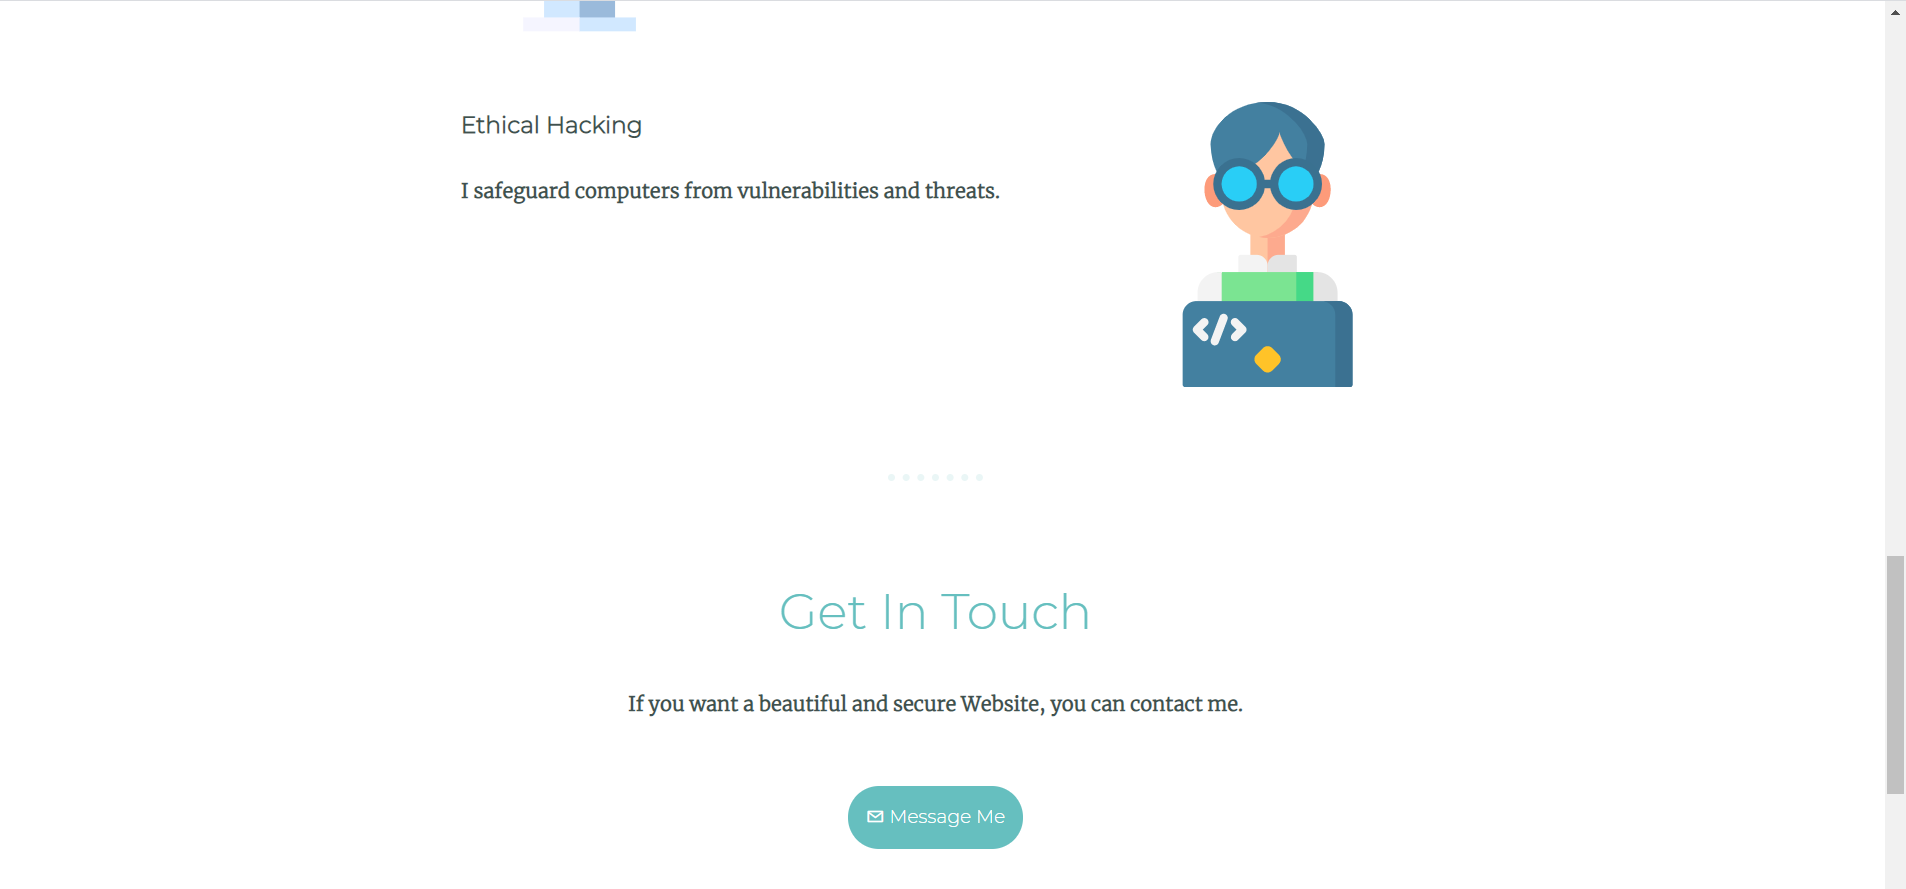 Ethical Hacking
I safeguard computers from vulnerabilities and threats.
</>
Get In Touch
If you want a beautiful and secure Website, you can contact me.
Message Me